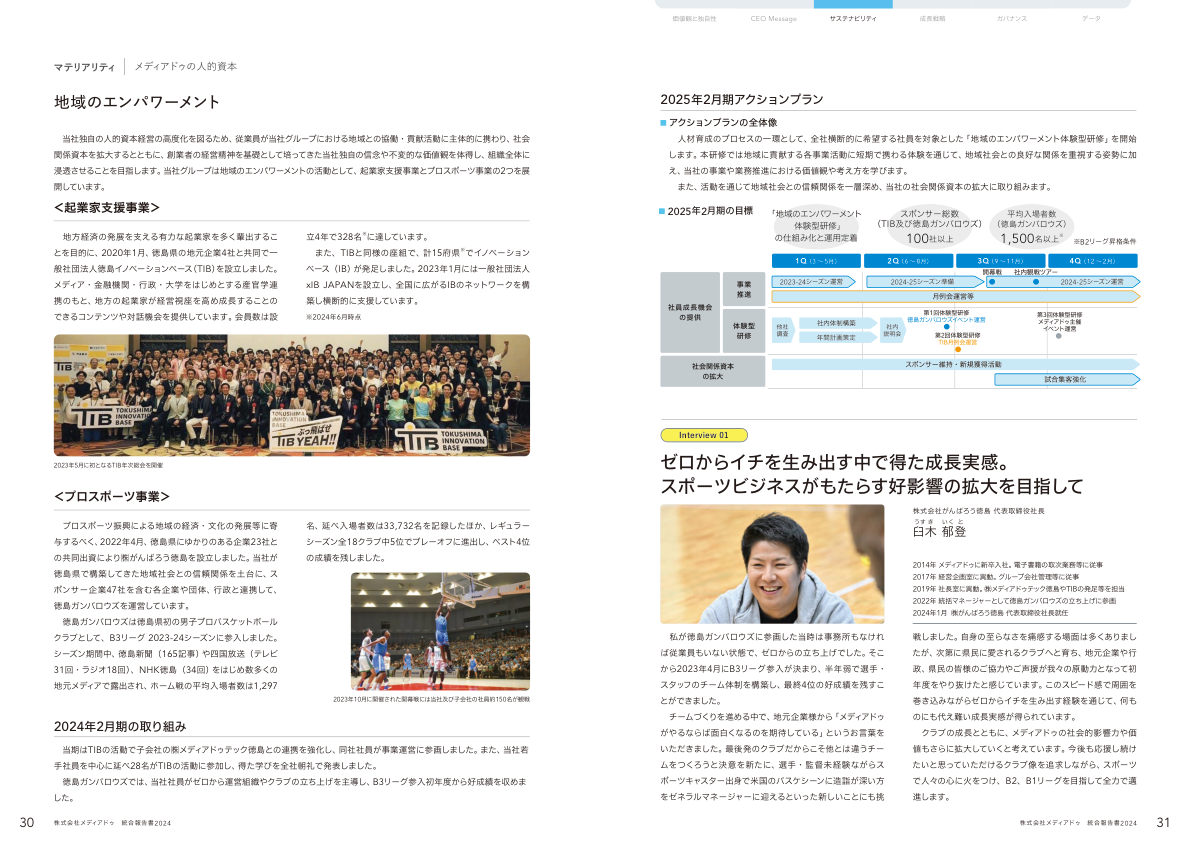 価値観と独自性
CEO Message
サステナビリティ
成長戦略
ガバナンス
データ
マテリアリティ
メディアドゥの人的資本
地域のエンパワーメント
当社独自の人的資本経営の高度化を図るため、従業員が当社グループにおける地域との協働・貢献活動に主体的に携わり、社会
関係資本を拡大するとともに、創業者の経営精神を基礎として培ってきた当社独自の信念や不変的な価値観を体得し、組織全体に
浸透させることを目指します。当社グループは地域のエンパワーメントの活動として、起業家支援事業とプロスポーツ事業の2つを展
開しています。
<起業家支援事業>
地方経済の発展を支える有力な起業家を多く輩出するこ
とを目的に、2020年1月、徳島県の地元企業4社と共同で一
般社団法人徳島イノベーションベース(TIB)を設立しました。
メディア・金融機関・行政・大学をはじめとする産官学連
携のもと、地方の起業家が経営視座を高め成長することの
できるコンテンツや対話機会を提供しています。会員数は設
立4年で328名※に達しています。
また、TIBと同様の座組で、計15府県※でイノベーション
ベース（IB）が発足しました。2023年1月には一般社団法人
xIB JAPANを設立し、全国に広がるIBのネットワークを構
築し横断的に支援しています。
※2024年6月時点
TIB
TIB TOKUSHIMA INNOVATION BASE
TOKUSHIMA INNOVATION BASE
ぶっ飛ばせ
TIB YEAH!!
TIB TOKUSHIMA INNOVATION BASE
2023年5月に初となるTIB年次総会を開催
<プロスポーツ事業>
プロスポーツ振興による地域の経済・文化の発展等に寄
与するべく、2022年4月、徳島県にゆかりのある企業23社と
の共同出資により㈱がんばろう徳島を設立しました。当社が
徳島県で構築してきた地域社会との信頼関係を土台に、ス
ポンサー企業47社を含む各企業や団体、行政と連携して、
徳島ガンバロウズを運営しています。
徳島ガンバロウズは徳島県初の男子プロバスケットボール
クラブとして、B3リーグ 2023-24シーズンに参入しました。
シーズン期間中、徳島新聞（165記事）や四国放送（テレビ
31回・ラジオ18回）、NHK徳島（34回）をはじめ数多くの
地元メディアで露出され、ホーム戦の平均入場者数は1,297
名、延べ入場者数は33,732名を記録したほか、レギュラー
シーズン全18クラブ中5位でプレーオフに進出し、ベスト4位
の成績を残しました。
2023年10月に開催された開幕戦には当社及び子会社の社員約150名が観戦
2024年2月期の取り組み
当期はTIBの活動で子会社の㈱メディアドゥテック徳島との連携を強化し、同社社員が事業運営に参画しました。また、当社若
手社員を中心に延べ28名がTIBの活動に参加し、得た学びを全社朝礼で発表しました。
徳島ガンバロウズでは、当社社員がゼロから運営組織やクラブの立ち上げを主導し、B3リーグ参入初年度から好成績を収めま
した。
30
株式会社メディアドゥ　統合報告書2024
2025年2月期アクションプラン
■ アクションプランの全体像
人材育成のプロセスの一環として、全社横断的に希望する社員を対象とした「地域のエンパワーメント体験型研修」を開始
します。本研修では地域に貢献する各事業活動に短期で携わる体験を通じて、地域社会との良好な関係を重視する姿勢に加
え、当社の事業や業務推進における価値観や考え方を学びます。
また、活動を通じて地域社会との信頼関係を一層深め、当社の社会関係資本の拡大に取り組みます。
■ 2025年2月期の目標
「地域のエンパワーメント
体験型研修」
の仕組み化と運用定義
スポンサー総数
（TIB及び徳島ガンバロウズ）
100社以上
平均入場者数
（徳島ガンバロウズ）
1,500名以上※
※B2リーグ昇格条件
1Q（3～5月）
2Q（6～8月）
3Q（9～11月）
4Q（12～2月）
社員成長機会
の提供
事業
推進
2023-24シーズン運営
2024-25シーズン準備
開幕戦
社内観戦ツアー
2024-25シーズン運営
月例会運営等
体験型
研修
他社
調査
社内体制構築
年間計画策定
社内
説明会
第1回体験型研修
徳島ガンバロウズイベント運営
第2回体験型研修
TIB月例会運営
第3回体験型研修
メディアドゥ主催
イベント運営
社会関係資本
の拡大
スポンサー維持・新規獲得活動
試合集客強化
Interview 01
ゼロからイチを生み出す中で得た成長実感。
スポーツビジネスがもたらす好影響の拡大を目指して
株式会社がんばろう徳島 代表取締役社長
うすき いくと
臼木 郁登
2014年 メディアドゥに新卒入社。電子書籍の取次業務等に従事
2017年 経営企画室に異動。グループ会社管理等に従事
2019年 社長室に異動。㈱メディアドゥテック徳島やTIBの発足等を担当
2022年 統括マネージャーとして徳島ガンバロウズの立ち上げに参画
2024年1月 ㈱がんばろう徳島 代表取締役社長就任
私が徳島ガンバロウズに参画した当時は事務所もなけれ
ば従業員もいない状態で、ゼロからの立ち上げでした。そこ
から2023年4月にB3リーグ参入が決まり、半年弱で選手・
スタッフのチーム体制を構築し、最終4位の好成績を残すこ
とができました。
チームづくりを進める中で、地元企業様から「メディアドゥ
がやるならば面白くなるのを期待している」というお言葉を
いただきました。最後発のクラブだからこそ他とは違うチー
ムをつくろうと決意を新たに、選手・監督未経験ながらス
ポーツキャスター出身で米国のバスケシーンに造詣が深い方
をゼネラルマネージャーに迎えるといった新しいことにも挑
戦しました。自身の至らなさを痛感する場面は多くありまし
たが、次第に県民に愛されるクラブへと育ち、地元企業や行
政、県民の皆様のご協力やご声援が我々の原動力となって初
年度をやり抜けたと感じています。このスピード感で周囲を
巻き込みながらゼロからイチを生み出す経験を通じて、何も
のにも代え難い成長実感が得られています。
クラブの成長とともに、メディアドゥの社会的影響力や価
値もさらに拡大していくと考えています。今後も応援し続け
たいと思っていただけるクラブ像を追求しながら、スポーツ
で人々の心に火をつけ、B2、B1リーグを目指して全力で邁
進します。
株式会社メディアドゥ　統合報告書2024
31